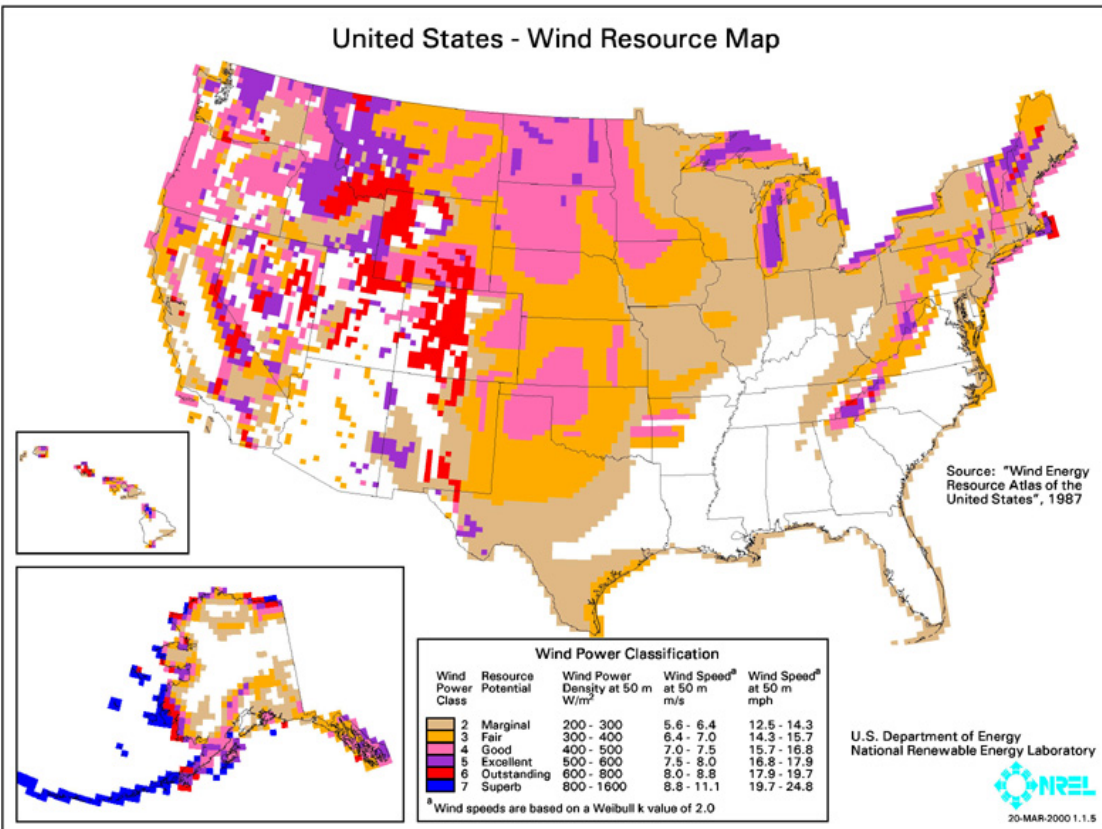 United States - Wind Resource Map
Source: "Wind Energy
Resource Atlas of the
United States", 1987
Wind Power Classification
Wind Power Class Resource Potential Wind Power Density at 50 m W/m² Wind Speedᵃ at 50 m m/s Wind Speedᵃ at 50 m mph
2 Marginal 200 - 300 5.6 - 6.4 12.5 - 14.3
3 Fair 300 - 400 6.4 - 7.0 14.3 - 15.7
4 Good 400 - 500 7.0 - 7.5 15.7 - 16.8
5 Excellent 500 - 600 7.5 - 8.0 16.8 - 17.9
6 Outstanding 600 - 800 8.0 - 8.8 17.9 - 19.7
7 Superb 800 - 1600 8.8 - 11.1 19.7 - 24.8
ᵃ Wind speeds are based on a Weibull k value of 2.0
U.S. Department of Energy
National Renewable Energy Laboratory
NREL
20-MAR-2000 1.1.5